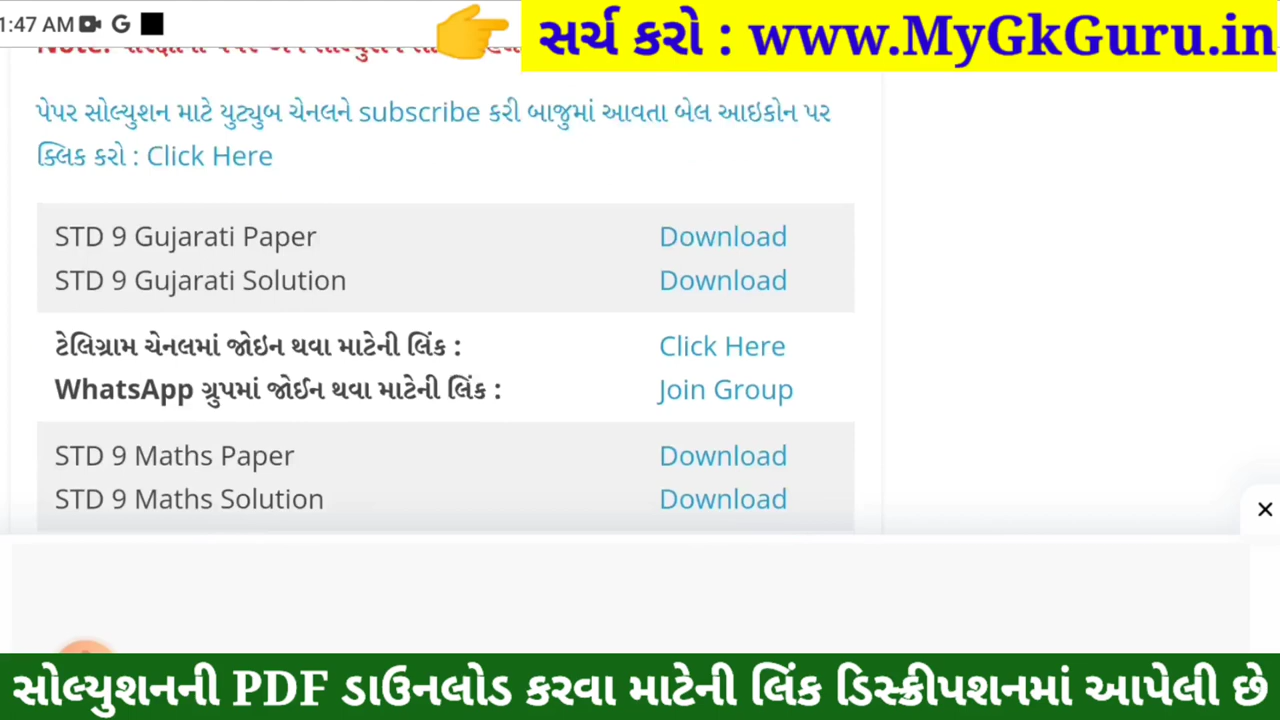 1:47 AM
સર્ચ કરો : www.MyGkGuru.in
Note:
પેપર સોલ્યુશન માટે યુટ્યુબ ચેનલને subscribe કરી બાજુમાં આવતા બેલ આઇકોન પર
ક્લિક કરો : Click Here
STD 9 Gujarati Paper Download
STD 9 Gujarati Solution Download
ટેલિગ્રામ ચેનલમાં જોઇન થવા માટેની લિંક : Click Here
WhatsApp ગ્રુપમાં જોઈન થવા માટેની લિંક : Join Group
STD 9 Maths Paper Download
STD 9 Maths Solution Download
સોલ્યુશનની PDF ડાઉનલોડ કરવા માટેની લિંક ડિસ્ક્રીપશનમાં આપેલી છે